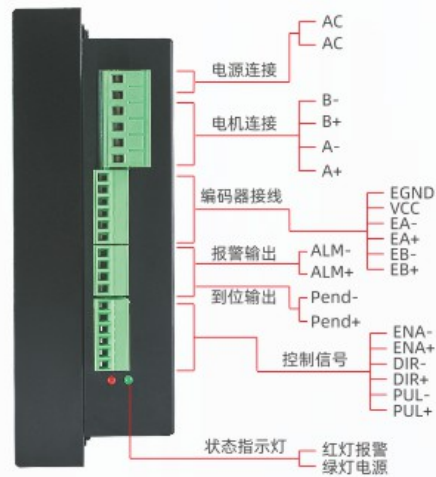 AC
AC
电源连接
B-
B+
电机连接
A-
A+
编码器接线
EGND
VCC
EA-
EA+
EB-
EB+
报警输出
ALM-
ALM+
到位输出
Pend-
Pend+
控制信号
ENA-
ENA+
DIR-
DIR+
PUL-
PUL+
状态指示灯
红灯报警
绿灯电源